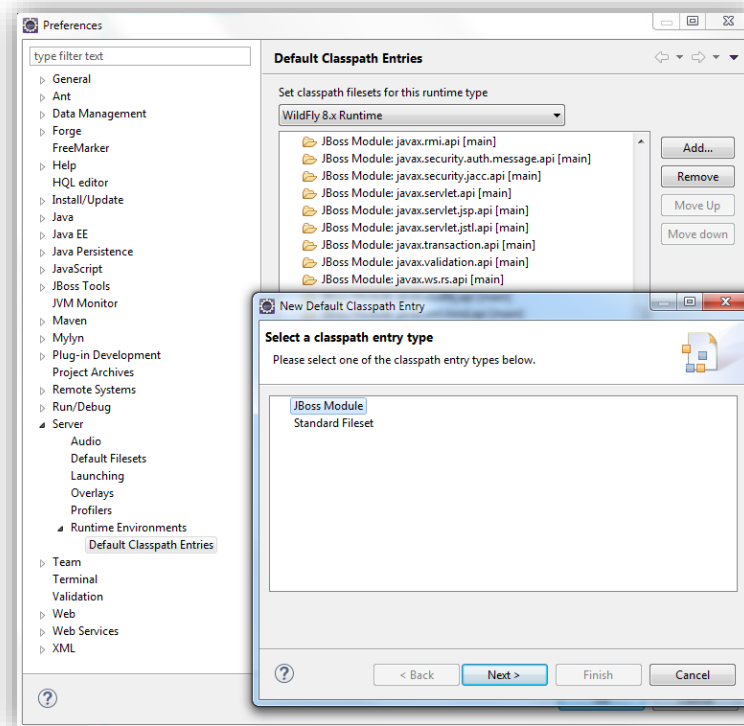 Preferences
type filter text
General
Ant
Data Management
Forge
FreeMarker
Help
HQL editor
Install/Update
Java
Java EE
Java Persistence
JavaScript
JBoss Tools
JVM Monitor
Maven
Mylyn
Plug-in Development
Project Archives
Remote Systems
Run/Debug
Server
Audio
Default Filesets
Launching
Overlays
Profilers
Runtime Environments
Default Classpath Entries
Team
Terminal
Validation
Web
Web Services
XML
Default Classpath Entries
Set classpath filesets for this runtime type
WildFly 8.x Runtime
JBoss Module: javax.rmi.api [main]
JBoss Module: javax.security.auth.message.api [main]
JBoss Module: javax.security.jacc.api [main]
JBoss Module: javax.servlet.api [main]
JBoss Module: javax.servlet.jsp.api [main]
JBoss Module: javax.servlet.jstl.api [main]
JBoss Module: javax.transaction.api [main]
JBoss Module: javax.validation.api [main]
JBoss Module: javax.ws.rs.api [main]
Add...
Remove
Move Up
Move down
New Default Classpath Entry
Select a classpath entry type
Please select one of the classpath entry types below.
JBoss Module
Standard Fileset
< Back
Next >
Finish
Cancel